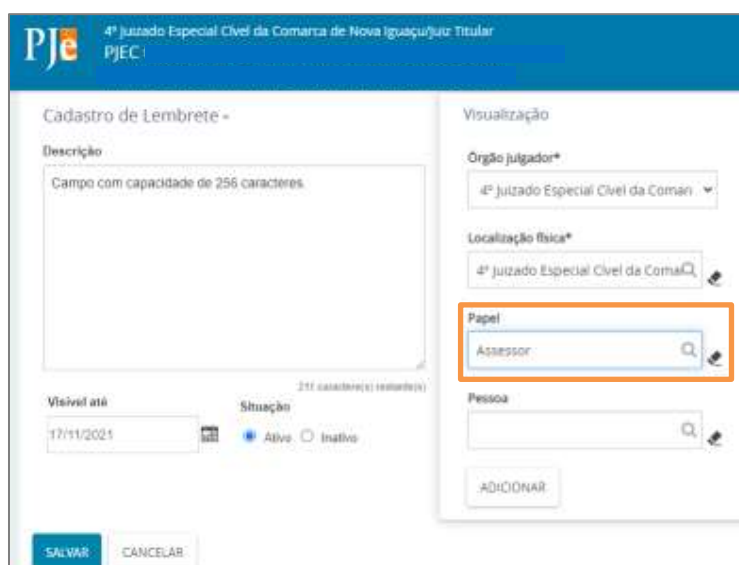 PJe
4º Juizado Especial Cível da Comarca de Nova Iguaçu/Juiz Titular
PJEC
Cadastro de Lembrete
Descrição
Campo com capacidade de 256 caracteres.
211 caractere(s) restante(s)
Visível até
17/11/2021
Situação
Ativo Inativo
SALVAR CANCELAR
Visualização
Órgão julgador*
4º Juizado Especial Cível da Comarc
Localização física*
4º Juizado Especial Cível da Coma
Papel
Assessor
Pessoa
ADICIONAR